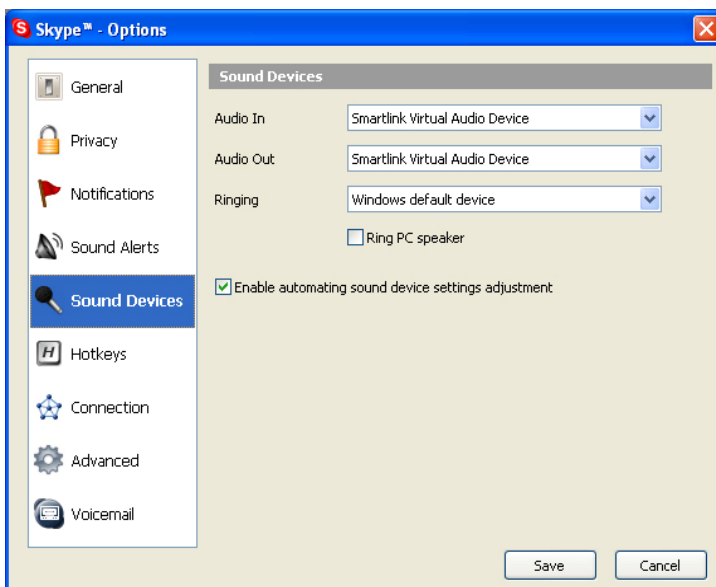 Skype™ - Options
General
Privacy
Notifications
Sound Alerts
Sound Devices
Hotkeys
Connection
Advanced
Voicemail
Sound Devices
Audio In Smartlink Virtual Audio Device
Audio Out Smartlink Virtual Audio Device
Ringing Windows default device
Ring PC speaker
Enable automating sound device settings adjustment
Save Cancel